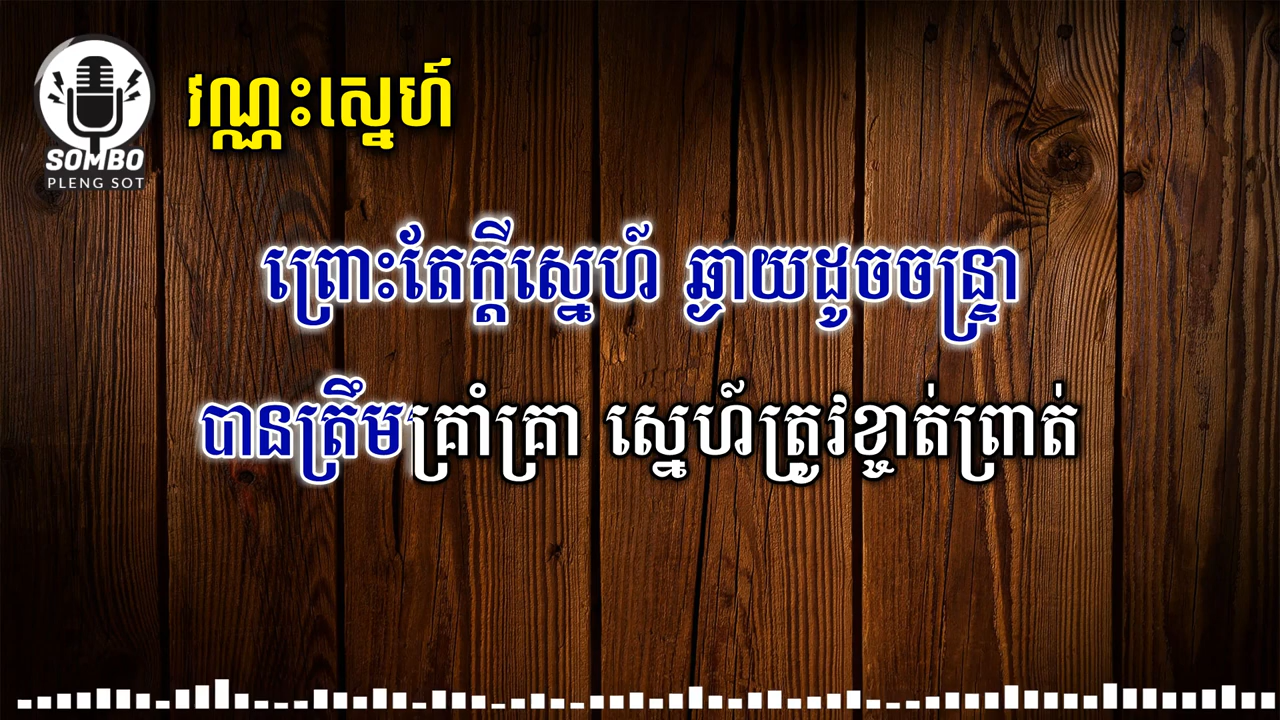 វណ្ណះស្នេហ៍
SOMBO
PLENG SOT
ព្រោះតែក្ដីស្នេហ៍ ឆ្ងាយដូចចន្ទ្រា
បានត្រឹមគ្រាំគ្រា ស្នេហ៍ត្រូវខ្ចាត់ព្រាត់